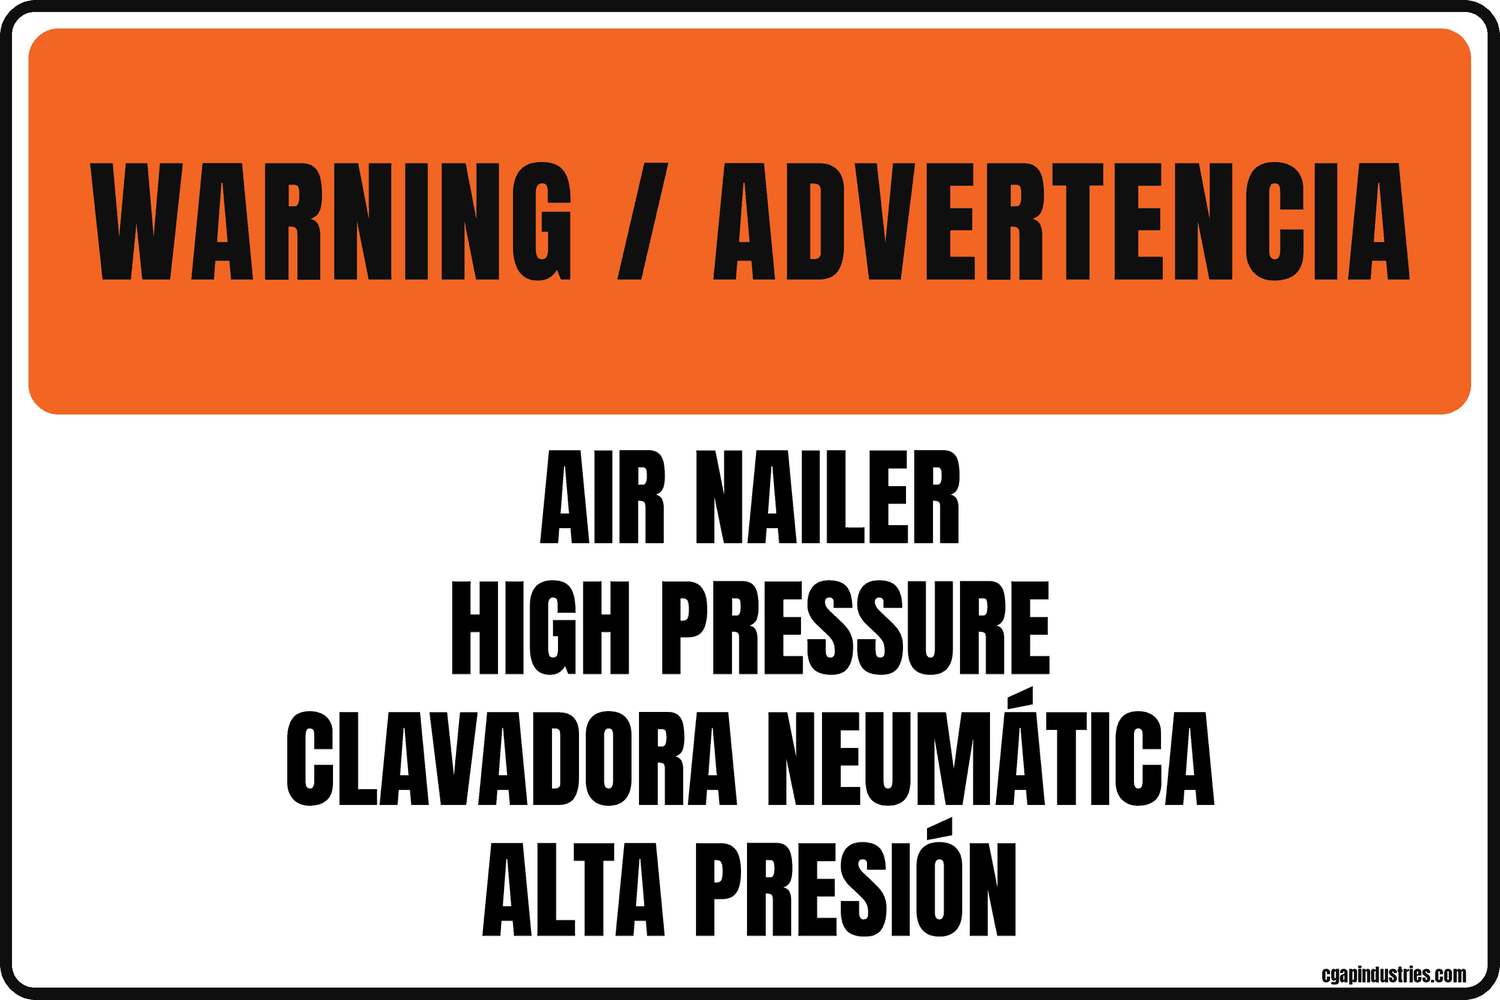 WARNING / ADVERTENCIA
AIR NAILER
HIGH PRESSURE
CLAVADORA NEUMÁTICA
ALTA PRESIÓN
cgapindustries.com